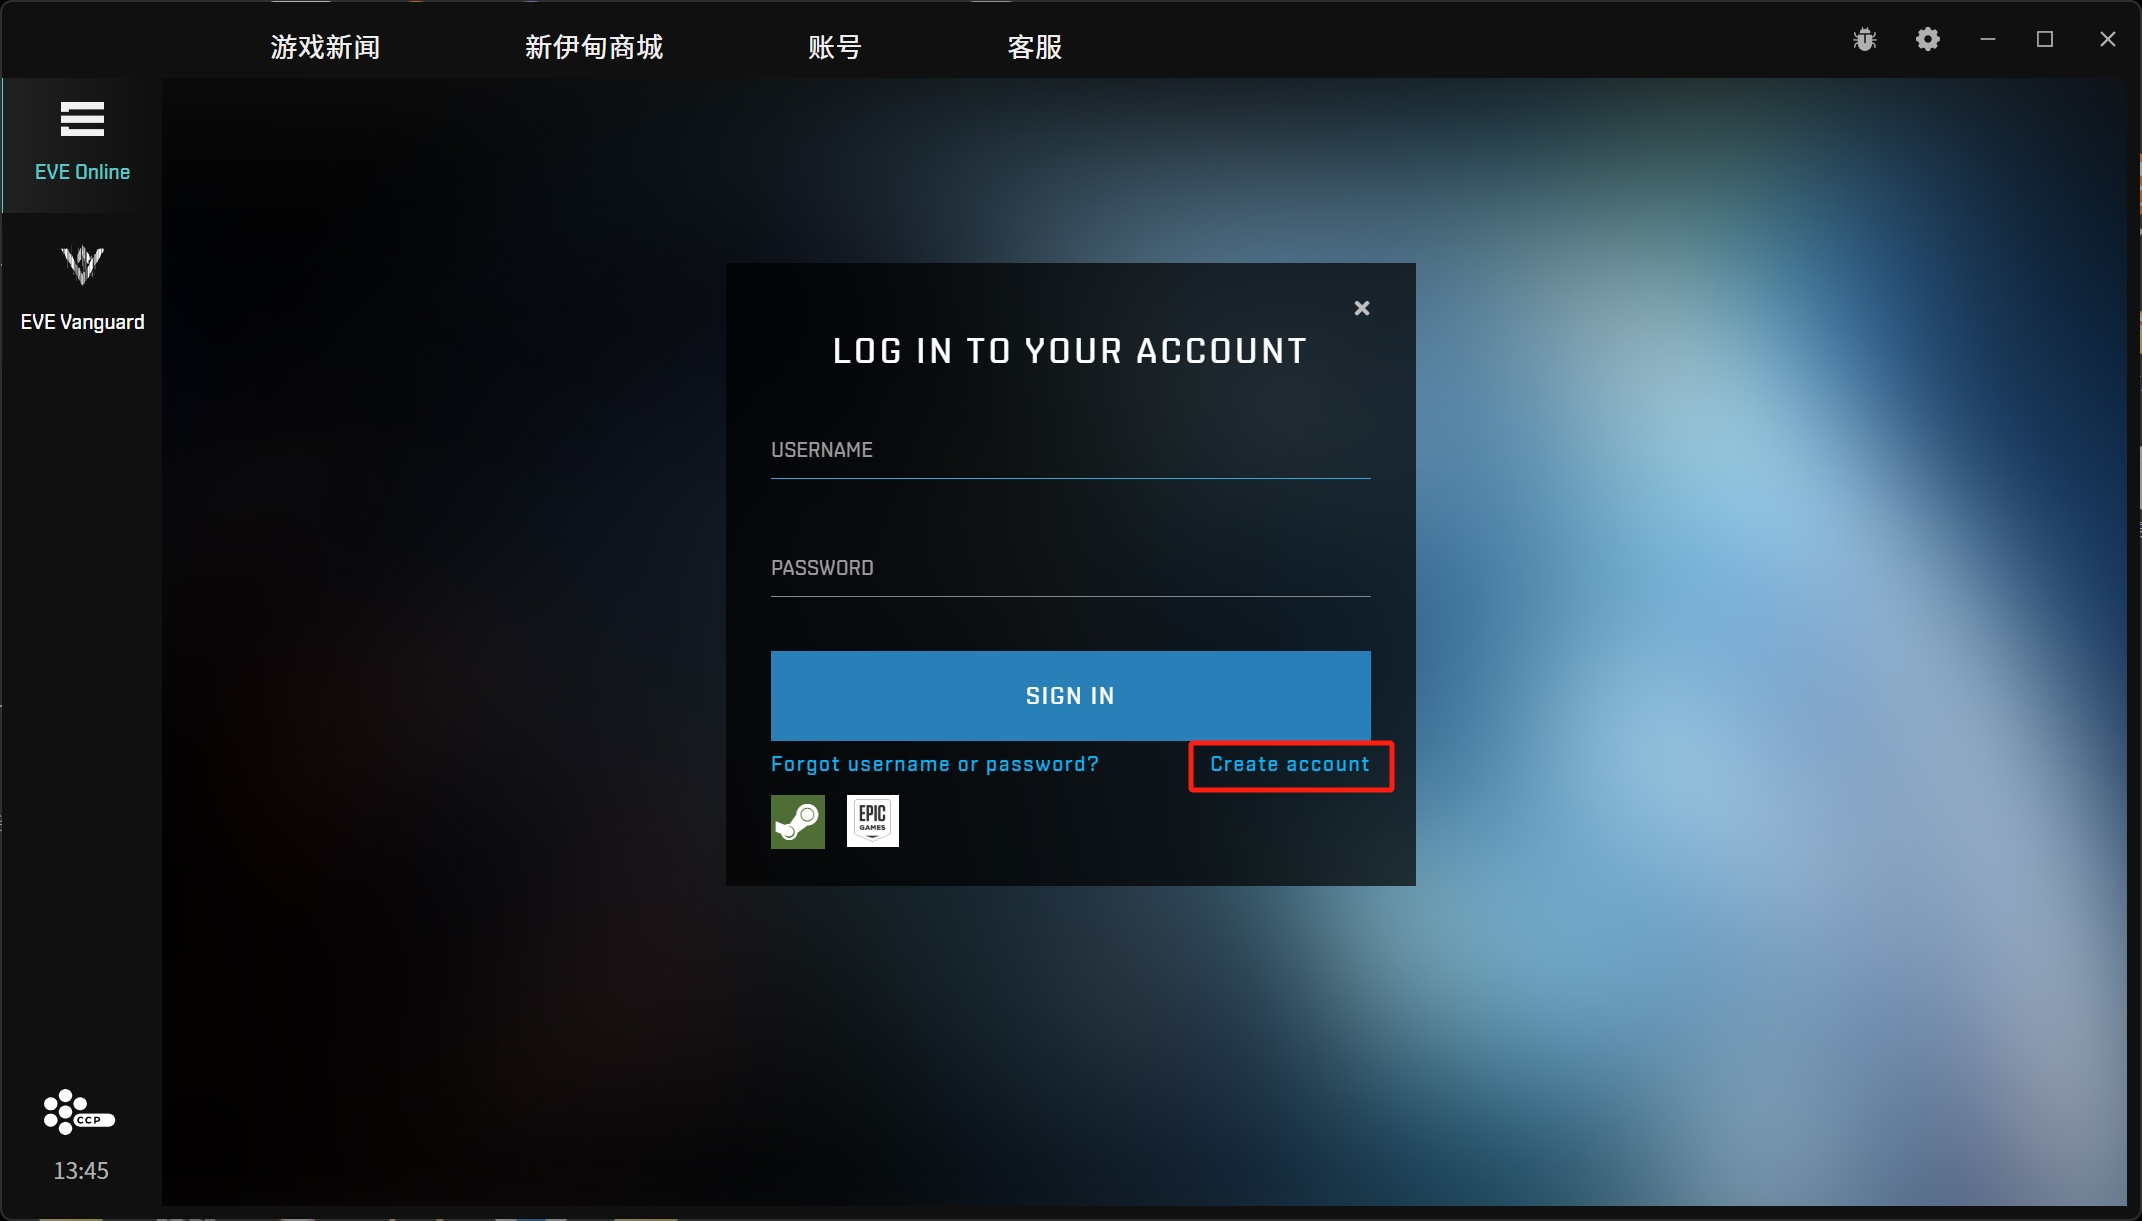 游戏新闻 新伊甸商城 账号 客服
EVE Online
EVE Vanguard
LOG IN TO YOUR ACCOUNT
USERNAME
PASSWORD
SIGN IN
Forgot username or password? Create account
EPIC
GAMES
CCP
13:45